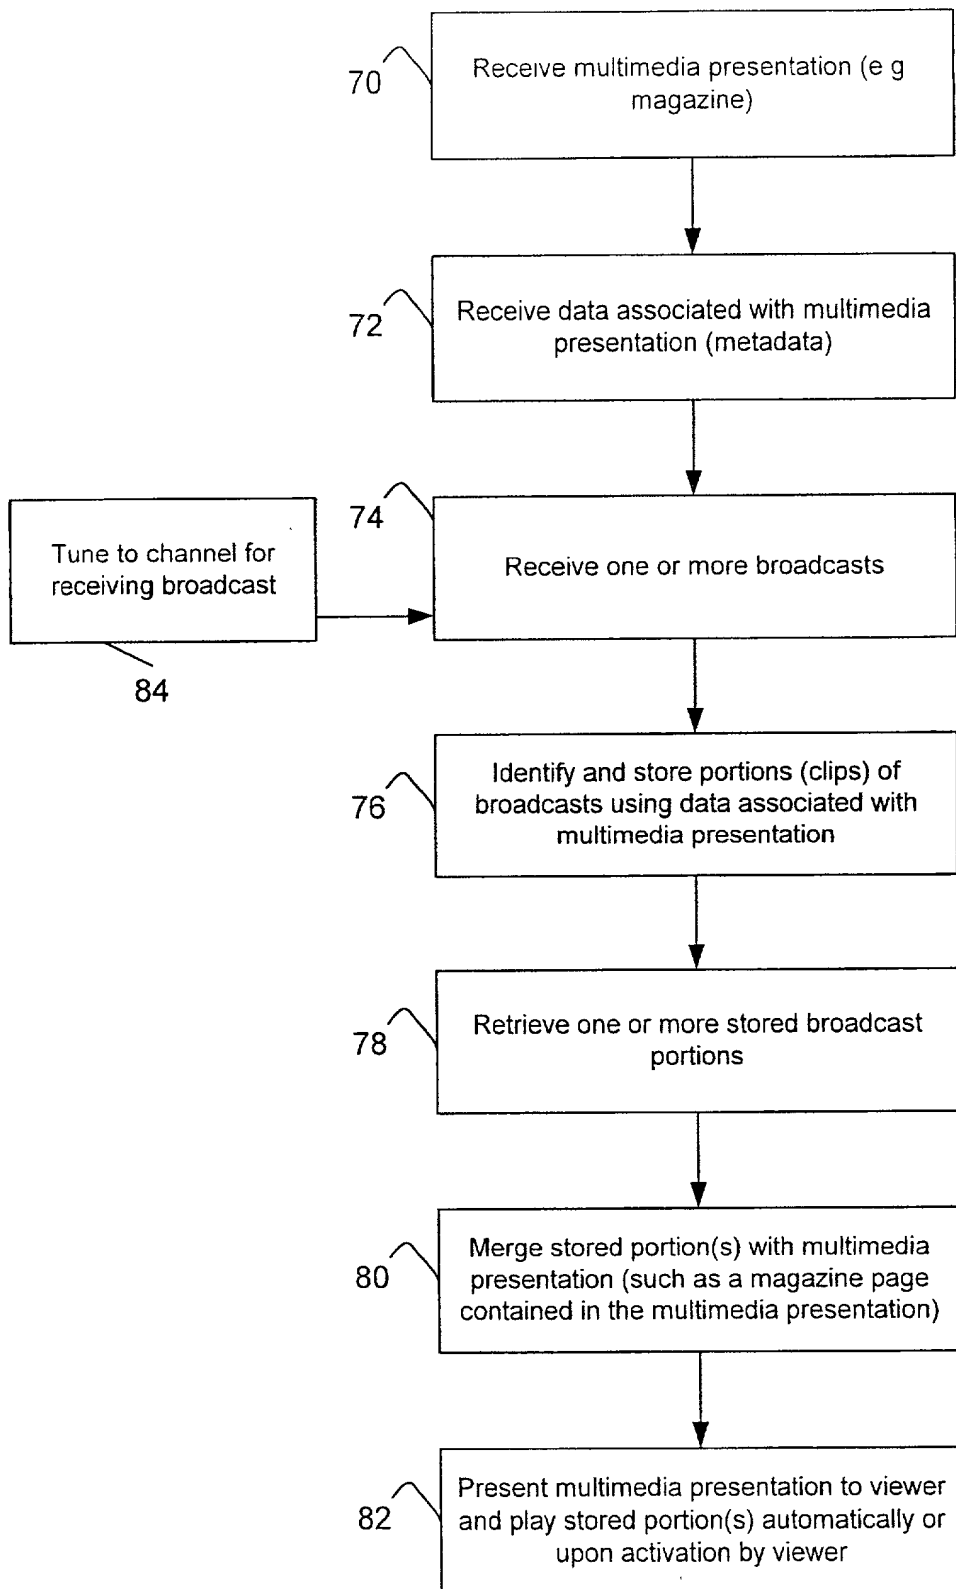 70
Receive multimedia presentation (e g
magazine)
72
Receive data associated with multimedia
presentation (metadata)
74
Receive one or more broadcasts
Tune to channel for
receiving broadcast
84
76
Identify and store portions (clips) of
broadcasts using data associated with
multimedia presentation
78
Retrieve one or more stored broadcast
portions
80
Merge stored portion(s) with multimedia
presentation (such as a magazine page
contained in the multimedia presentation)
82
Present multimedia presentation to viewer
and play stored portion(s) automatically or
upon activation by viewer